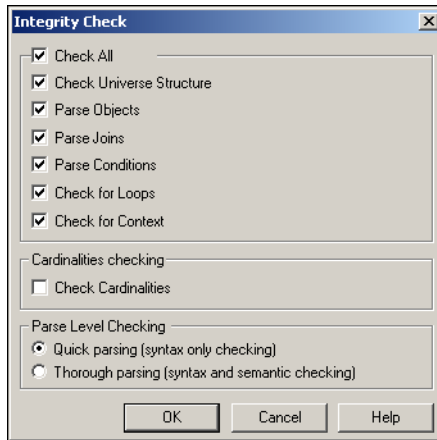 Integrity Check
Check All
Check Universe Structure
Parse Objects
Parse Joins
Parse Conditions
Check for Loops
Check for Context
Cardinalities checking
Check Cardinalities
Parse Level Checking
Quick parsing (syntax only checking)
Thorough parsing (syntax and semantic checking)
OK Cancel Help